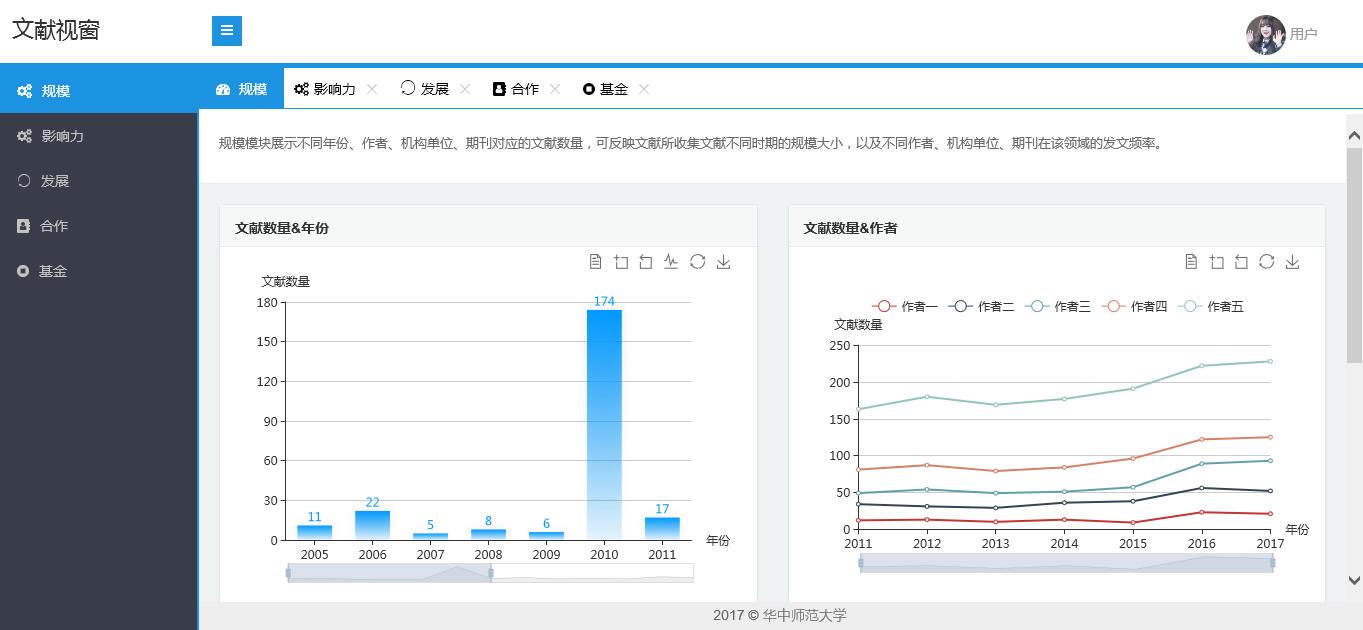 文献视窗
用户
规模
影响力
发展
合作
基金
规模 影响力 发展 合作 基金
规模模块展示不同年份、作者、机构单位、期刊对应的文献数量，可反映文献所收集文献不同时期的规模大小，以及不同作者、机构单位、期刊在该领域的发文频率。
文献数量&年份
文献数量
180
150
120
90
60
30
0
11 22 5 8 6 174 17
2005 2006 2007 2008 2009 2010 2011
年份
文献数量&作者
作者一 作者二 作者三 作者四 作者五
文献数量
250
200
150
100
50
0
2011 2012 2013 2014 2015 2016 2017
年份
2017 © 华中师范大学